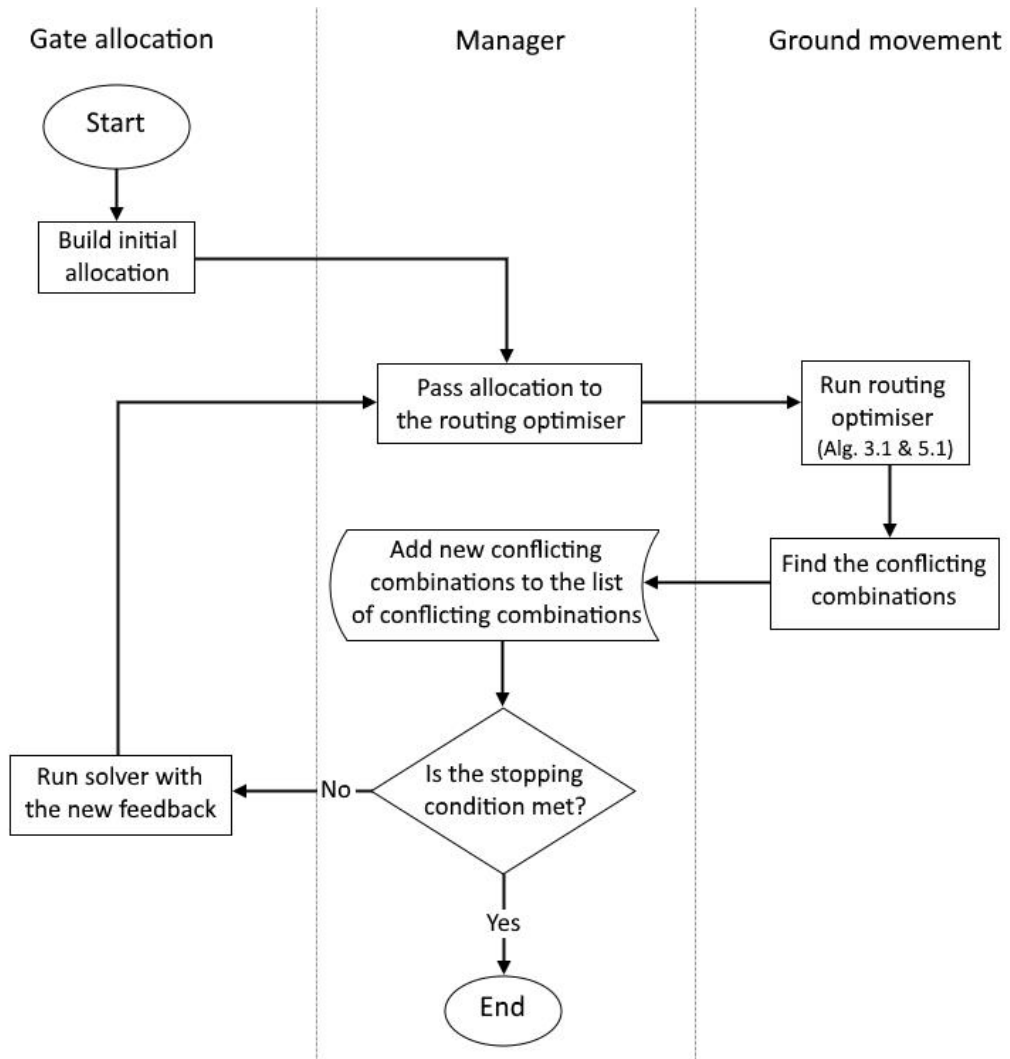 Gate allocation
Manager
Ground movement
Start
Build initial
allocation
Pass allocation to
the routing optimiser
Run routing
optimiser
(Alg. 3.1 & 5.1)
Add new conflicting
combinations to the list
of conflicting combinations
Find the conflicting
combinations
Is the stopping
condition met?
No
Run solver with
the new feedback
Yes
End